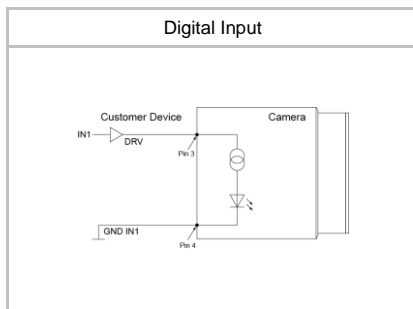 Digital Input
Customer Device
Camera
IN1
DRV
Pin 3
GND IN1
Pin 4